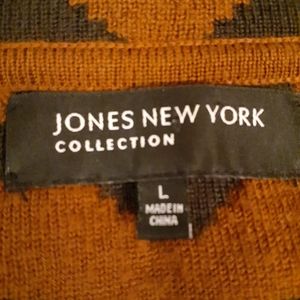 JONES NEW YORK
COLLECTION
L
MADE IN
CHINA